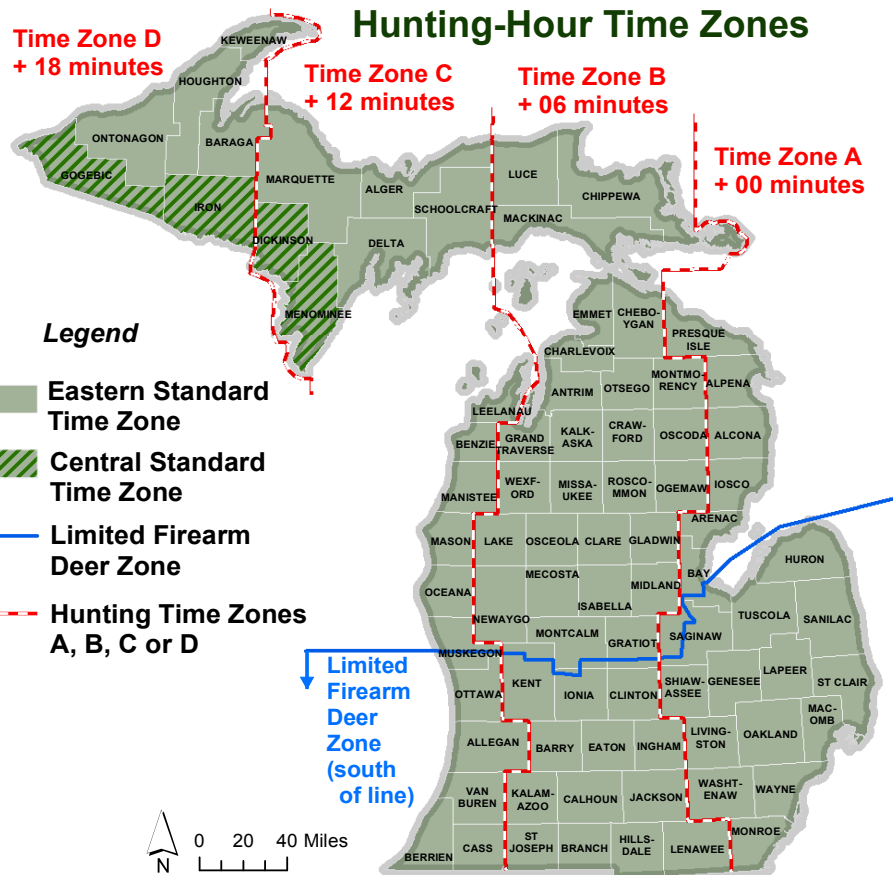 Hunting-Hour Time Zones
Time Zone D
+ 18 minutes
Time Zone C
+ 12 minutes
Time Zone B
+ 06 minutes
Time Zone A
+ 00 minutes
KEWEENAW
HOUGHTON
ONTONAGON
BARAGA
GOGEBIC
IRON
MARQUETTE
ALGER
SCHOOLCRAFT
LUCE
CHIPPEWA
MACKINAC
DICKINSON
DELTA
MENOMINEE
EMMET
CHEBO-
YGAN
PRESQUE
ISLE
CHARLEVOIX
ANTRIM
OTSEGO
MONTMO-
RENCY
ALPENA
LEELANAU
BENZIE
GRAND
TRAVERSE
KALK-
ASKA
CRAW-
FORD
OSCODA
ALCONA
MANISTEE
WEXF-
ORD
MISSA-
UKEE
ROSCO-
MMON
OGEMAW
IOSCO
ARENAC
MASON
LAKE
OSCEOLA
CLARE
GLADWIN
OCEANA
MECOSTA
ISABELLA
MIDLAND
BAY
HURON
NEWAYGO
MONTCALM
GRATIOT
SAGINAW
TUSCOLA
SANILAC
MUSKEGON
OTTAWA
KENT
IONIA
CLINTON
SHIAW-
ASSEE
GENESEE
LAPEER
ST CLAIR
ALLEGAN
BARRY
EATON
INGHAM
LIVING-
STON
OAKLAND
MAC-
OMB
VAN
BUREN
KALAM-
AZOO
CALHOUN
JACKSON
WASHT-
ENAW
WAYNE
BERRIEN
CASS
ST
JOSEPH
BRANCH
HILLS-
DALE
LENAWEE
MONROE
Legend
Eastern Standard
Time Zone
Central Standard
Time Zone
Limited Firearm
Deer Zone
Hunting Time Zones
A, B, C or D
Limited
Firearm
Deer
Zone
(south
of line)
N
0 20 40 Miles